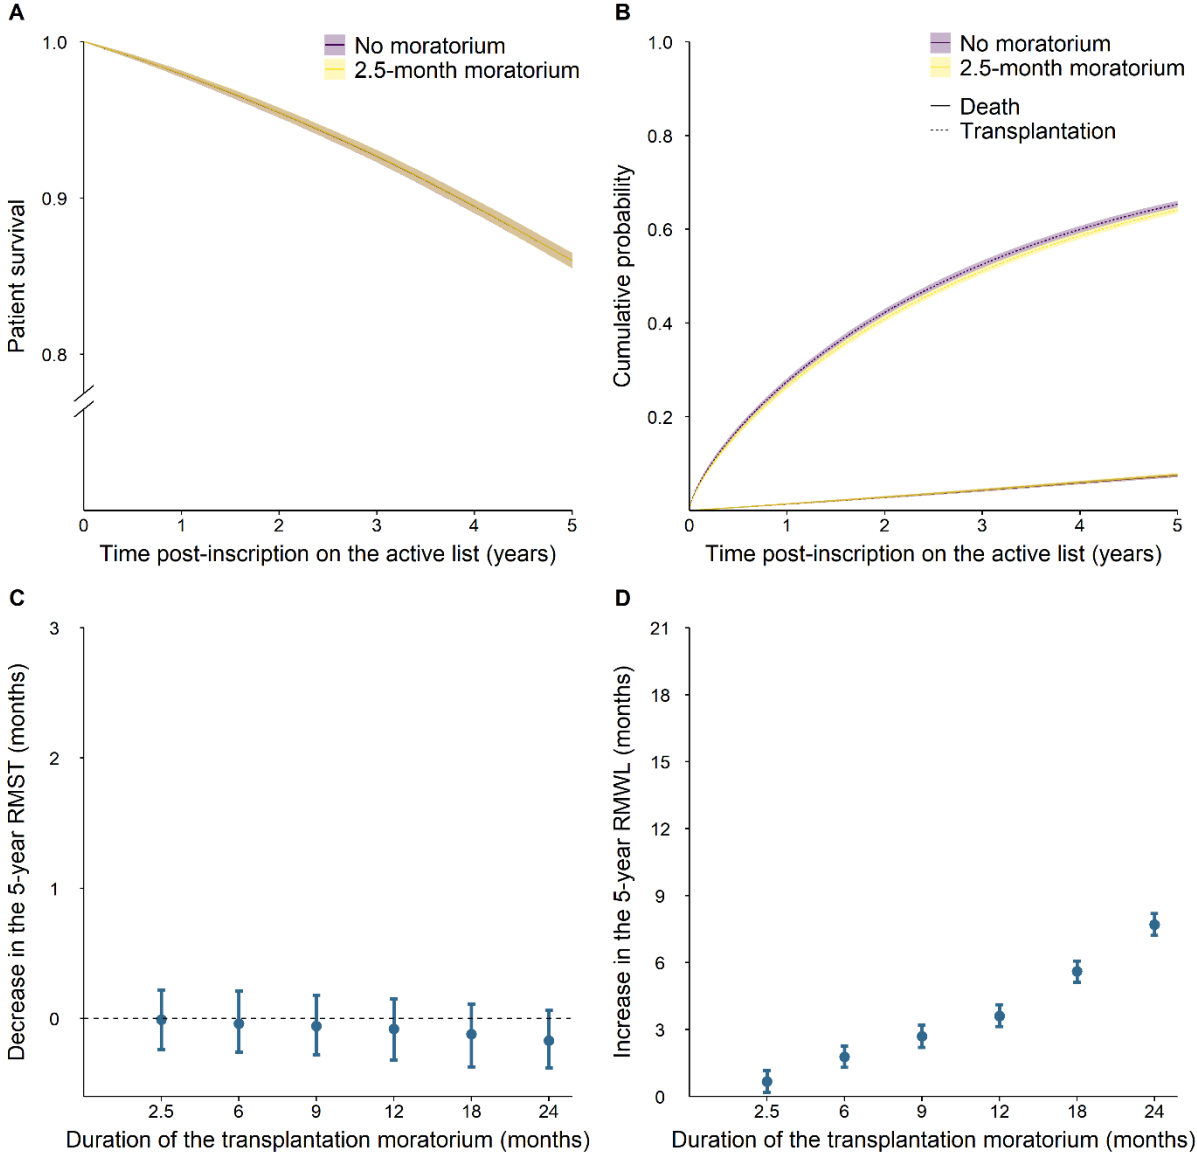 A
1.0
0.9
0.8
No moratorium
2.5-month moratorium
Patient survival
0
1
2
3
4
5
Time post-inscription on the active list (years)
B
1.0
0.8
0.6
0.4
0.2
No moratorium
2.5-month moratorium
Death
Transplantation
Cumulative probability
0
1
2
3
4
5
Time post-inscription on the active list (years)
C
3
2
1
0
Decrease in the 5-year RMST (months)
2.5
6
9
12
18
24
Duration of the transplantation moratorium (months)
D
21
18
15
12
9
6
3
0
Increase in the 5-year RMWL (months)
2.5
6
9
12
18
24
Duration of the transplantation moratorium (months)